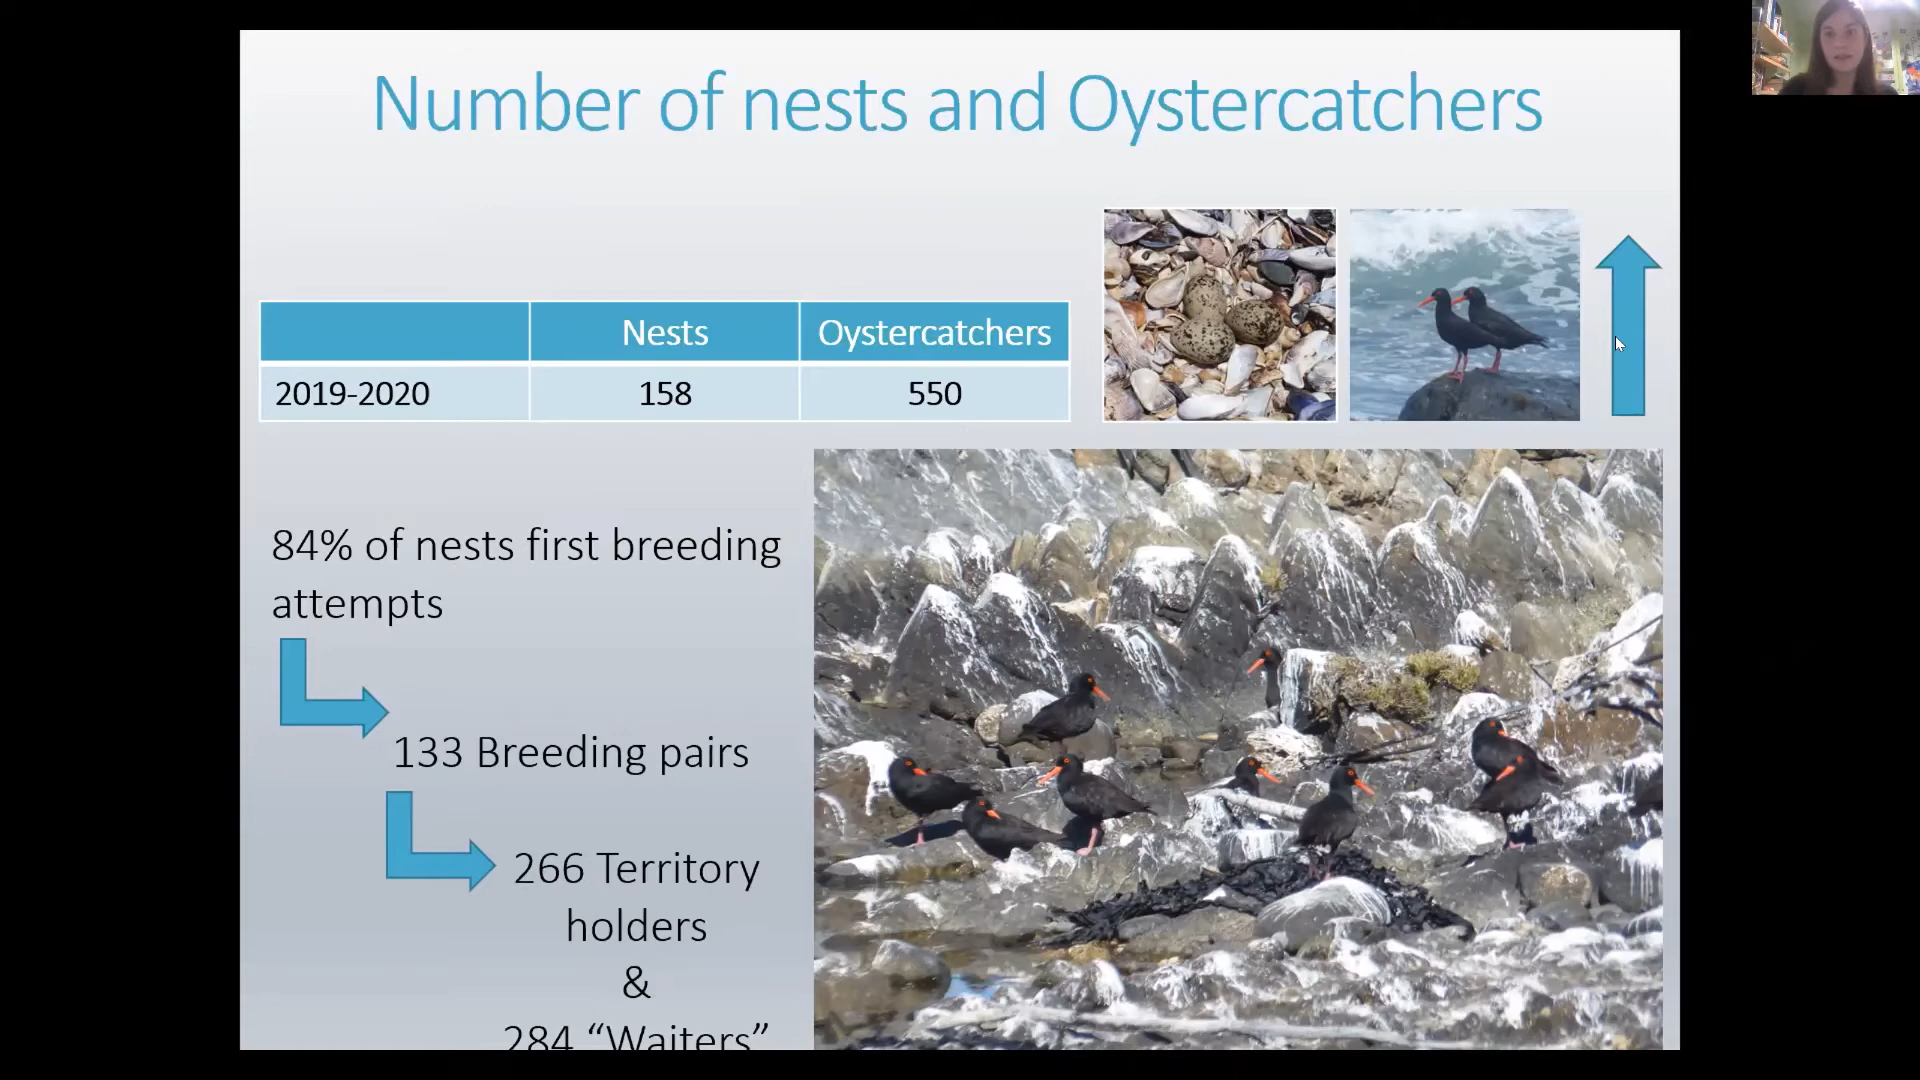 Number of nests and Oystercatchers
Nests Oystercatchers
2019-2020 158 550
84% of nests first breeding
attempts
133 Breeding pairs
266 Territory
holders
&
284 “Waiters”